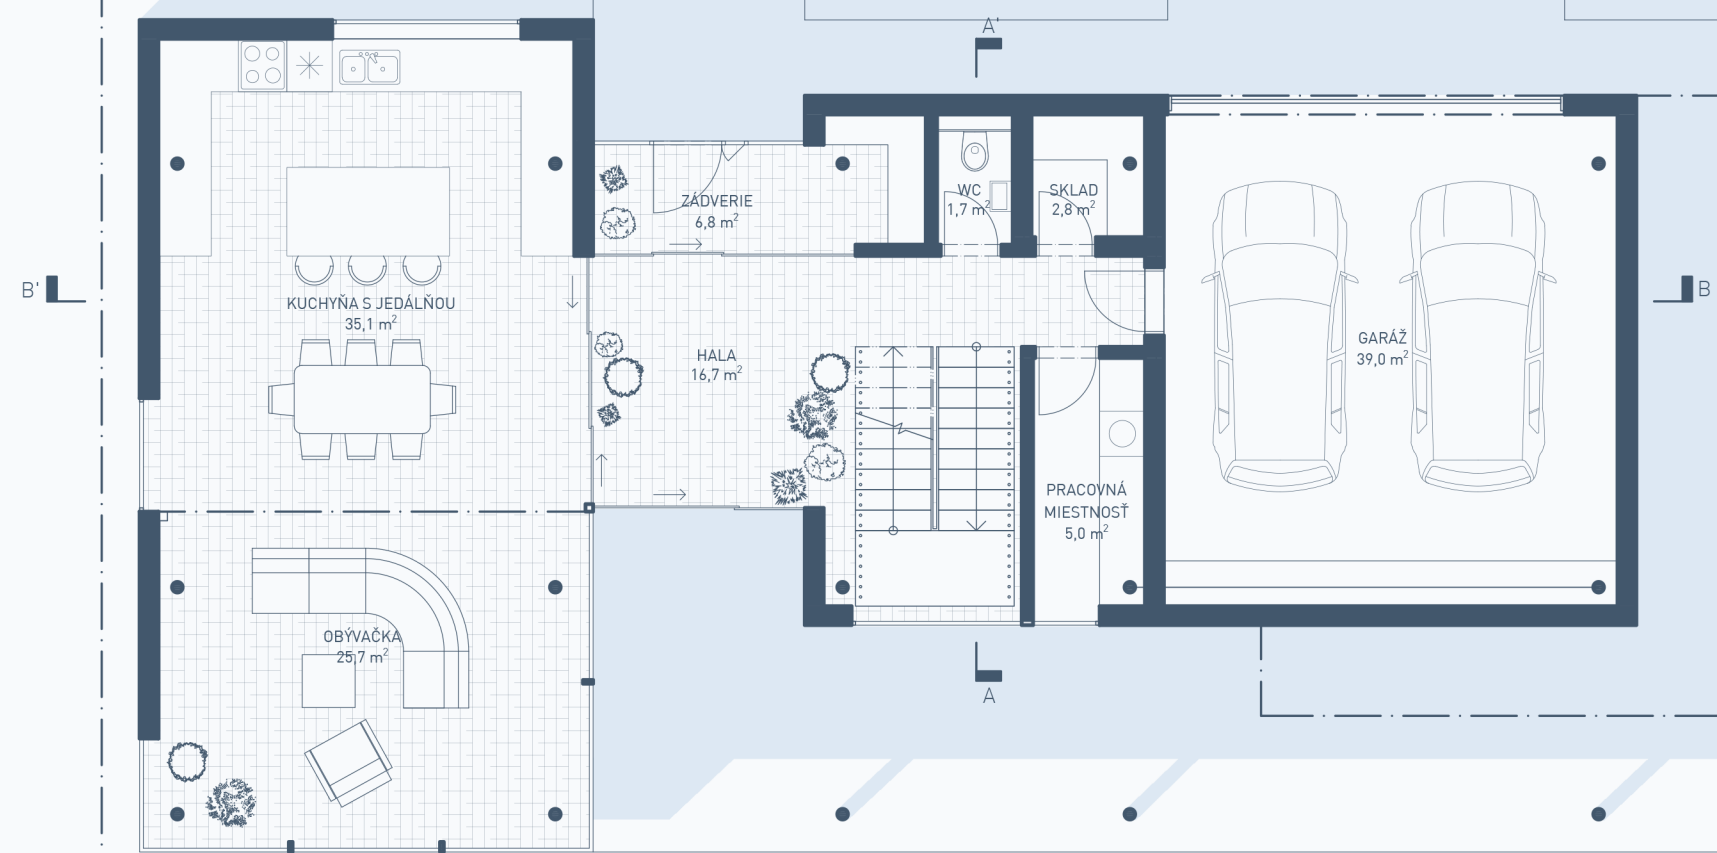 A'
ZÁDVERIE
6,8 m²
WC
1,7 m²
SKLAD
2,8 m²
B'
KUCHYŇA S JEDÁLŇOU
35,1 m²
HALA
16,7 m²
GARÁŽ
39,0 m²
B
PRACOVNÁ
MIESTNOSŤ
5,0 m²
OBÝVAČKA
25,7 m²
A